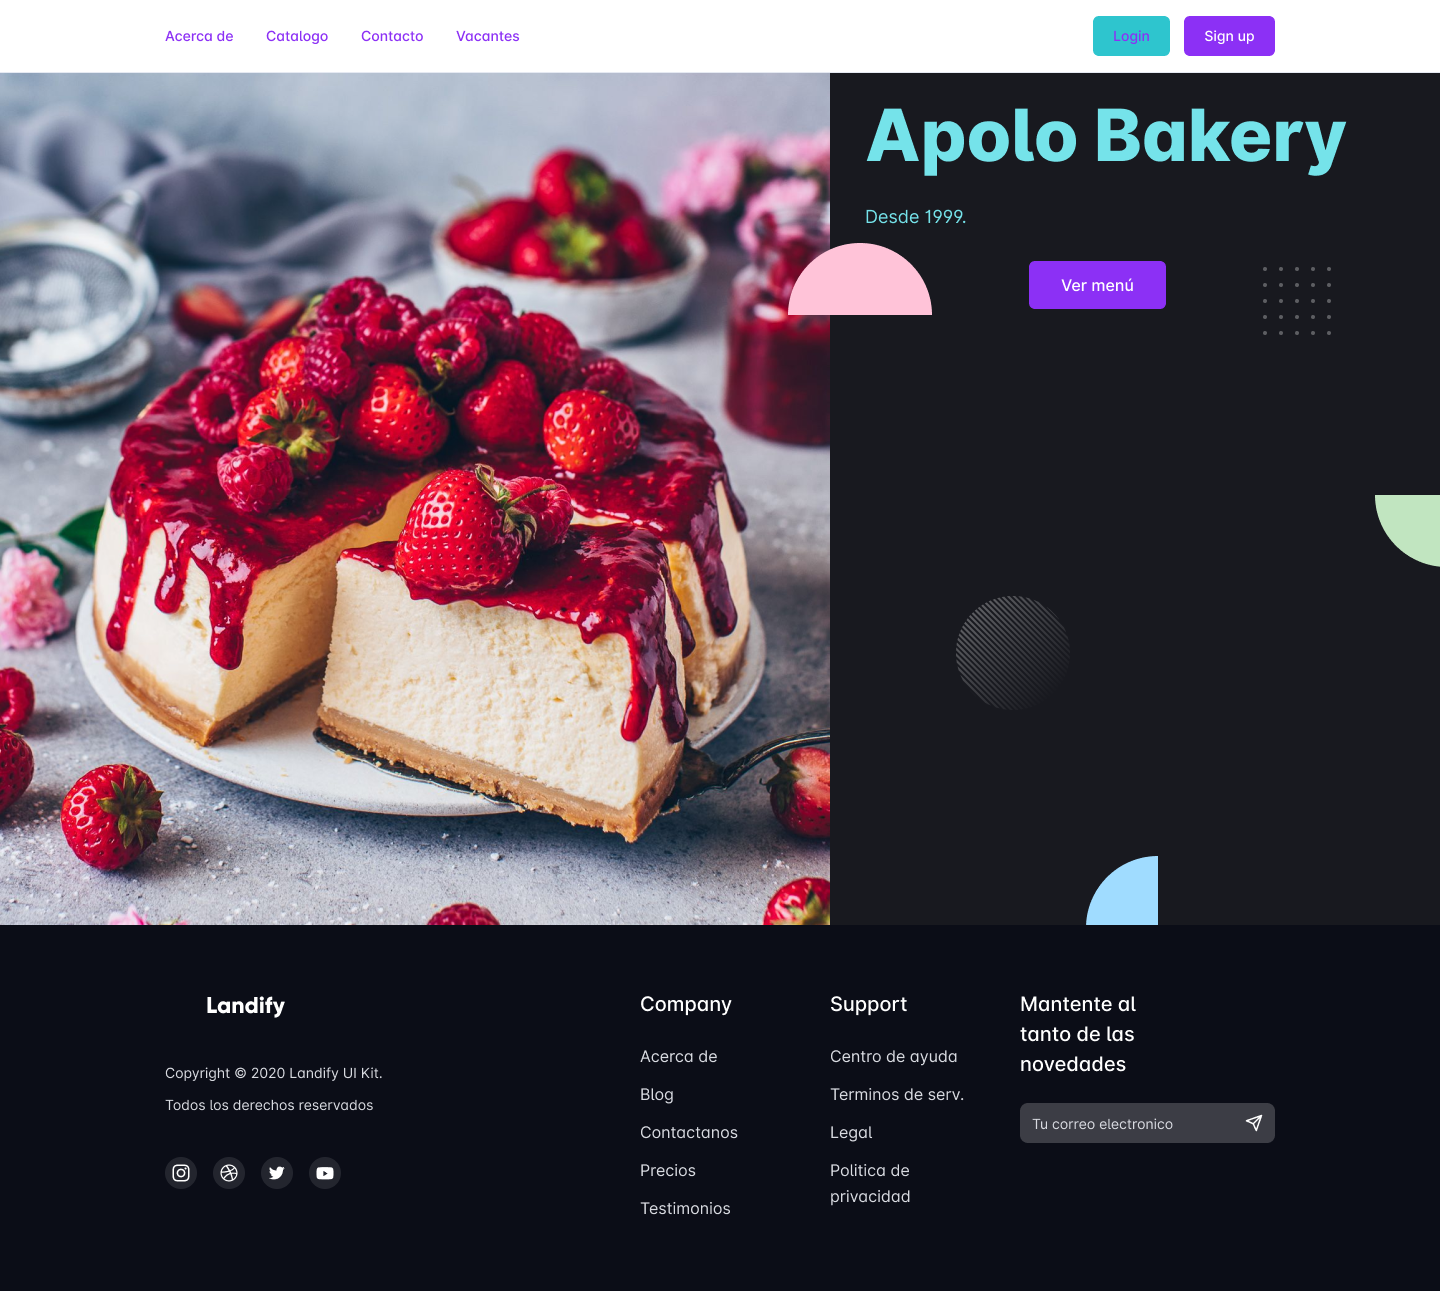 Acerca de Catalogo Contacto Vacantes Login Sign up
Apolo Bakery
Desde 1999.
Ver menú
Landify
Copyright © 2020 Landify UI Kit.
Todos los derechos reservados
Company
Acerca de
Blog
Contactanos
Precios
Testimonios
Support
Centro de ayuda
Terminos de serv.
Legal
Politica de
privacidad
Mantente al
tanto de las
novedades
Tu correo electronico